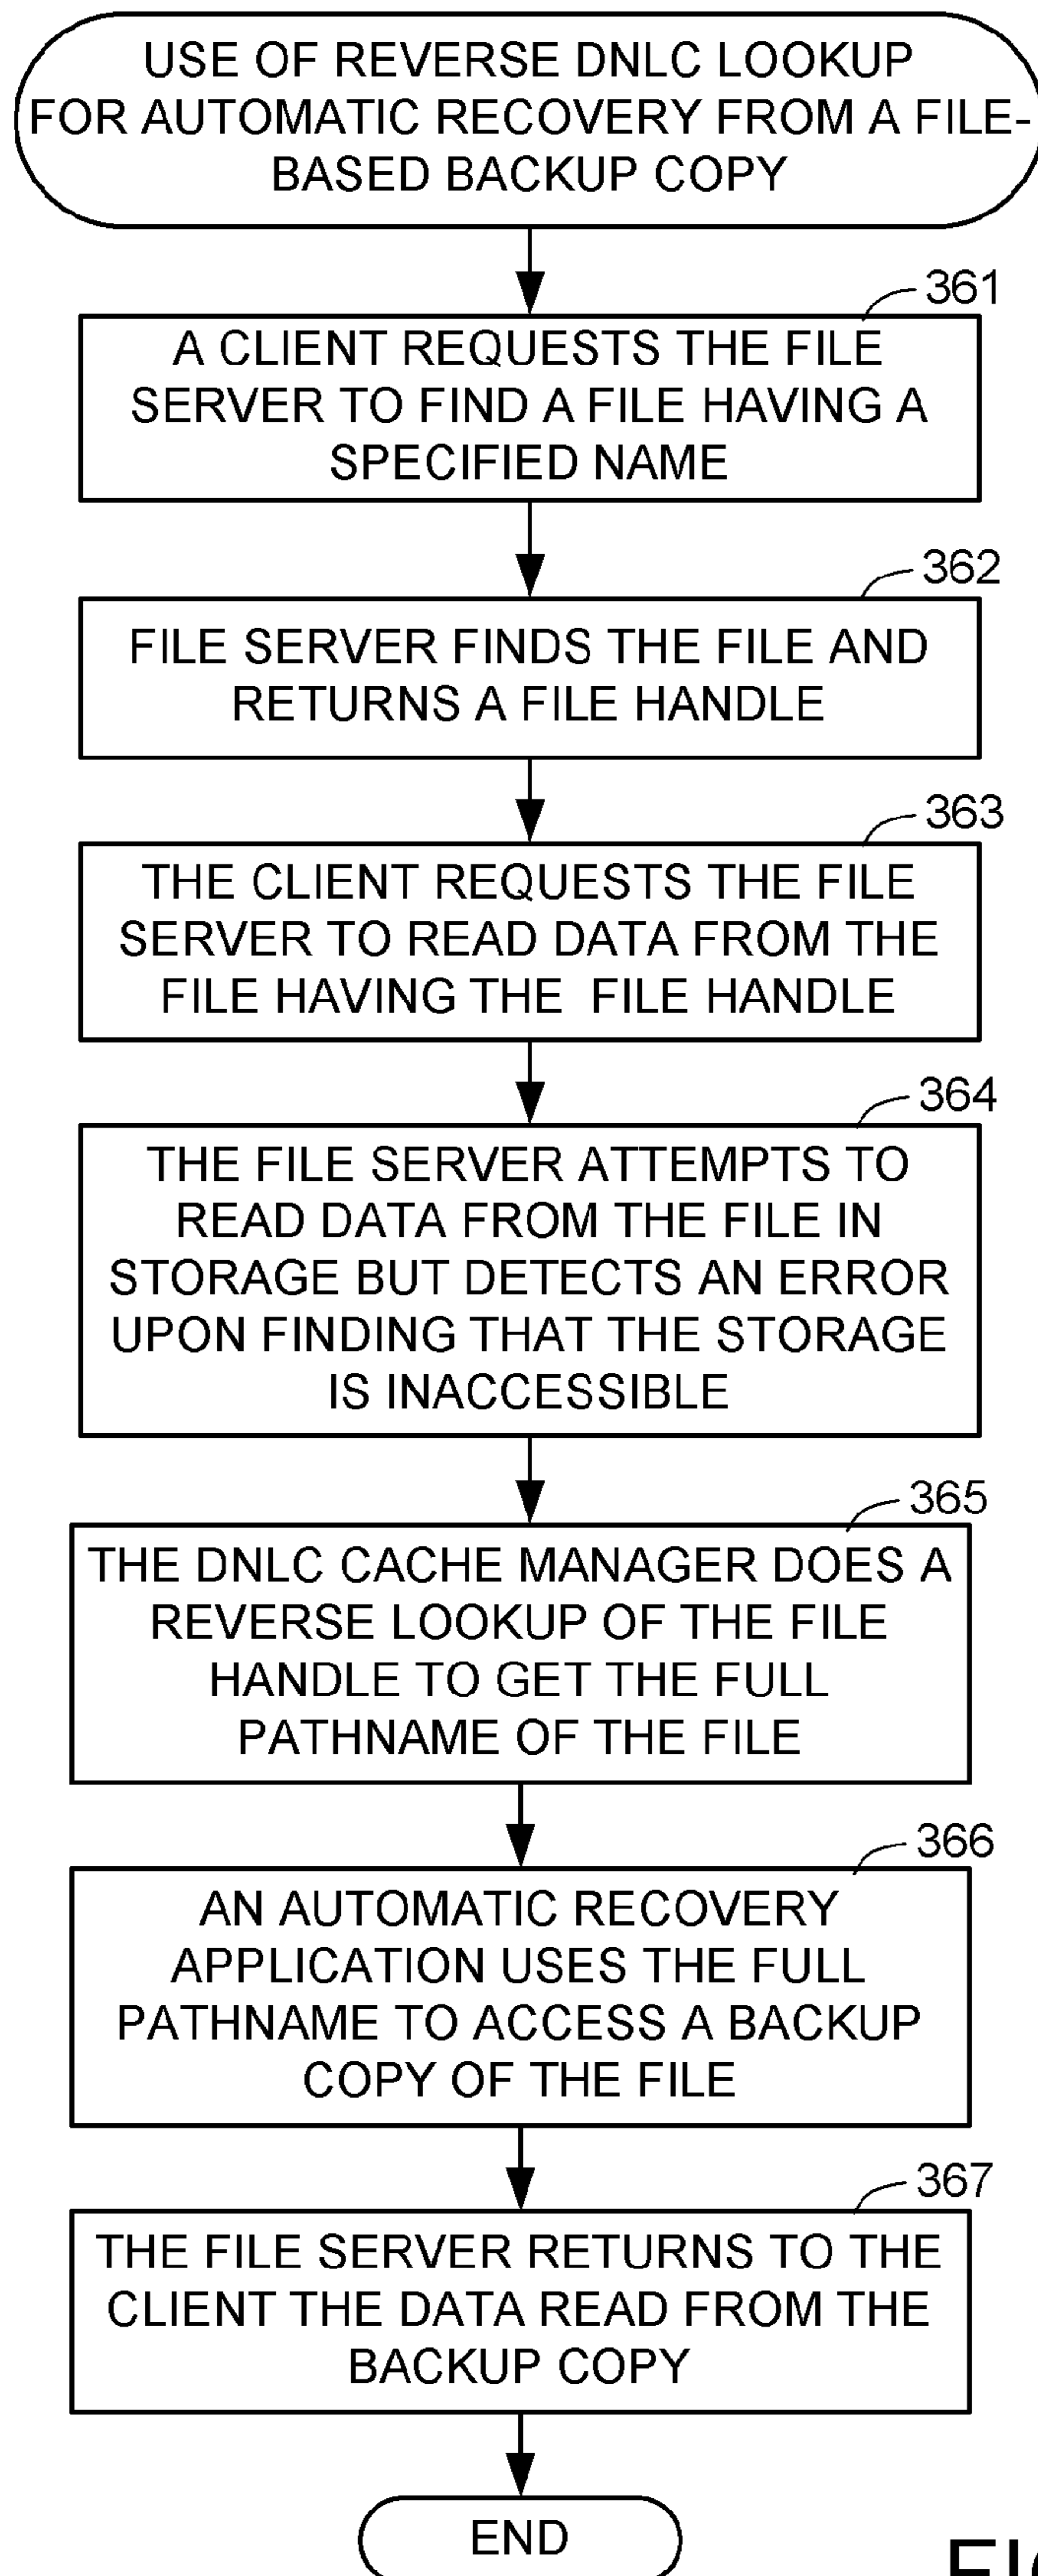 USE OF REVERSE DNLC LOOKUP
FOR AUTOMATIC RECOVERY FROM A FILE-
BASED BACKUP COPY
361
A CLIENT REQUESTS THE FILE
SERVER TO FIND A FILE HAVING A
SPECIFIED NAME
362
FILE SERVER FINDS THE FILE AND
RETURNS A FILE HANDLE
363
THE CLIENT REQUESTS THE FILE
SERVER TO READ DATA FROM THE
FILE HAVING THE FILE HANDLE
364
THE FILE SERVER ATTEMPTS TO
READ DATA FROM THE FILE IN
STORAGE BUT DETECTS AN ERROR
UPON FINDING THAT THE STORAGE
IS INACCESSIBLE
365
THE DNLC CACHE MANAGER DOES A
REVERSE LOOKUP OF THE FILE
HANDLE TO GET THE FULL
PATHNAME OF THE FILE
366
AN AUTOMATIC RECOVERY
APPLICATION USES THE FULL
PATHNAME TO ACCESS A BACKUP
COPY OF THE FILE
367
THE FILE SERVER RETURNS TO THE
CLIENT THE DATA READ FROM THE
BACKUP COPY
END